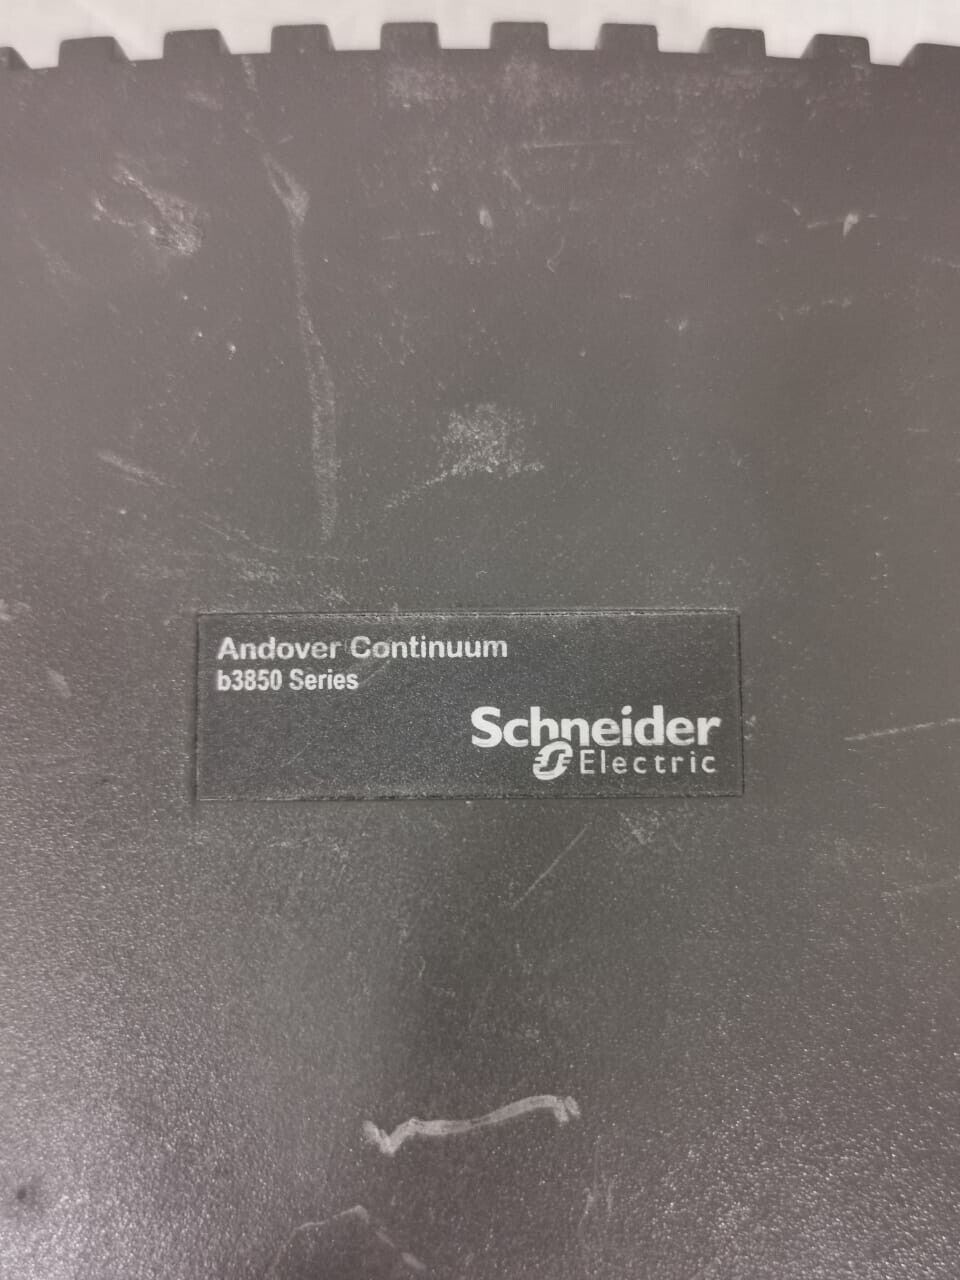 Andover Continuum
b3850 Series
Schneider
Electric